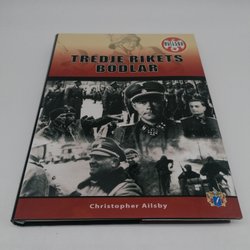 TREDJE RIKETS
BÖDLAR
Christopher Ailsby